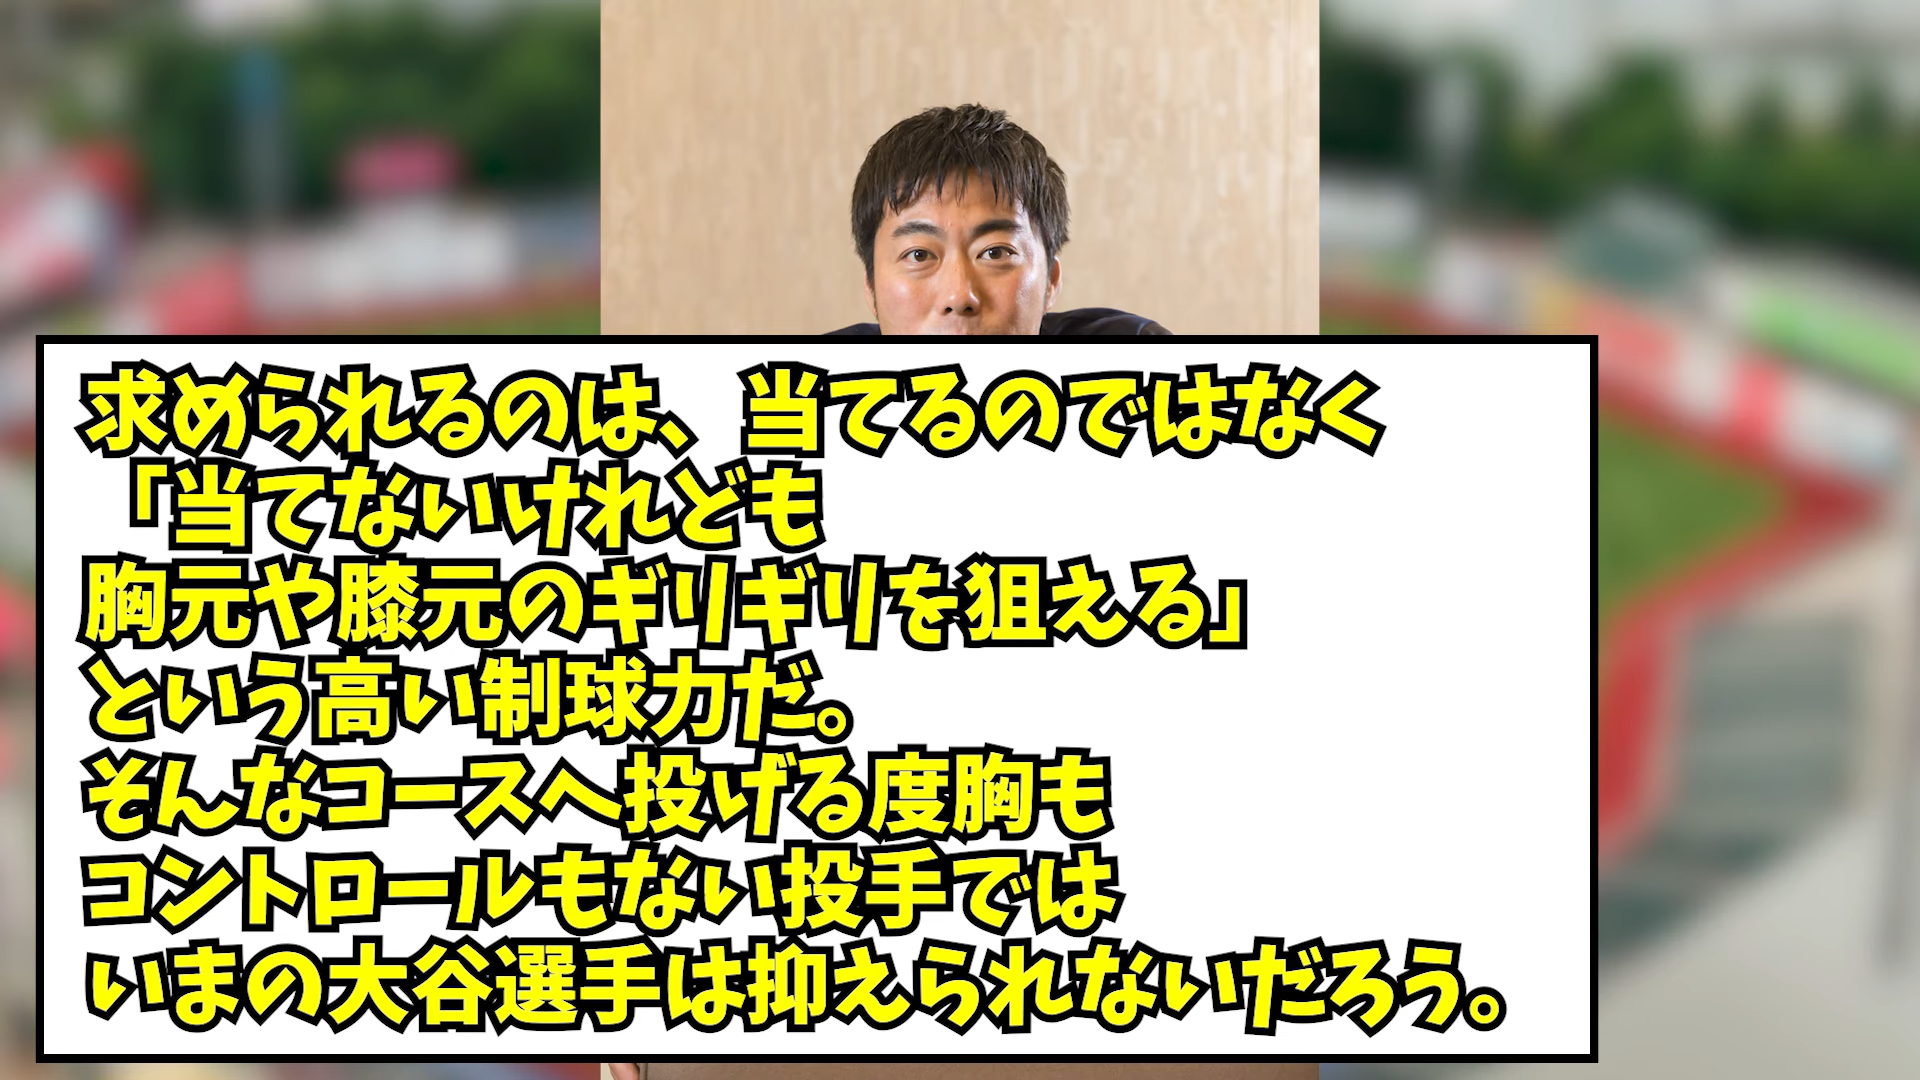 求められるのは、当てるのではなく
「当てないけれども
胸元や膝元のギリギリを狙える」
という高い制球力だ。
そんなコースへ投げる度胸も
コントロールもない投手では
いまの大谷選手は抑えられないだろう。